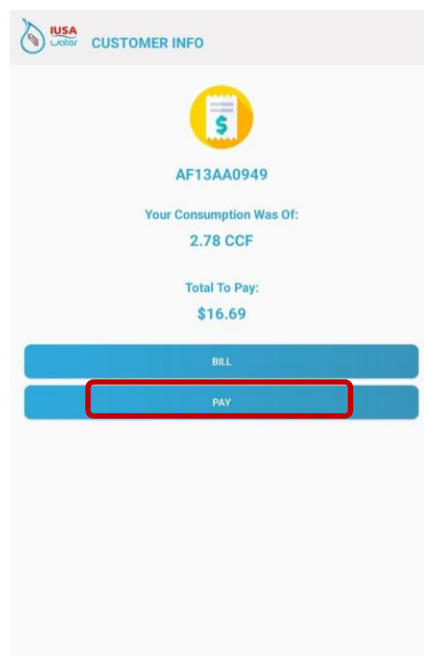 IUSA
water
CUSTOMER INFO
$
AF13AA0949
Your Consumption Was Of:
2.78 CCF
Total To Pay:
$16.69
BILL
PAY